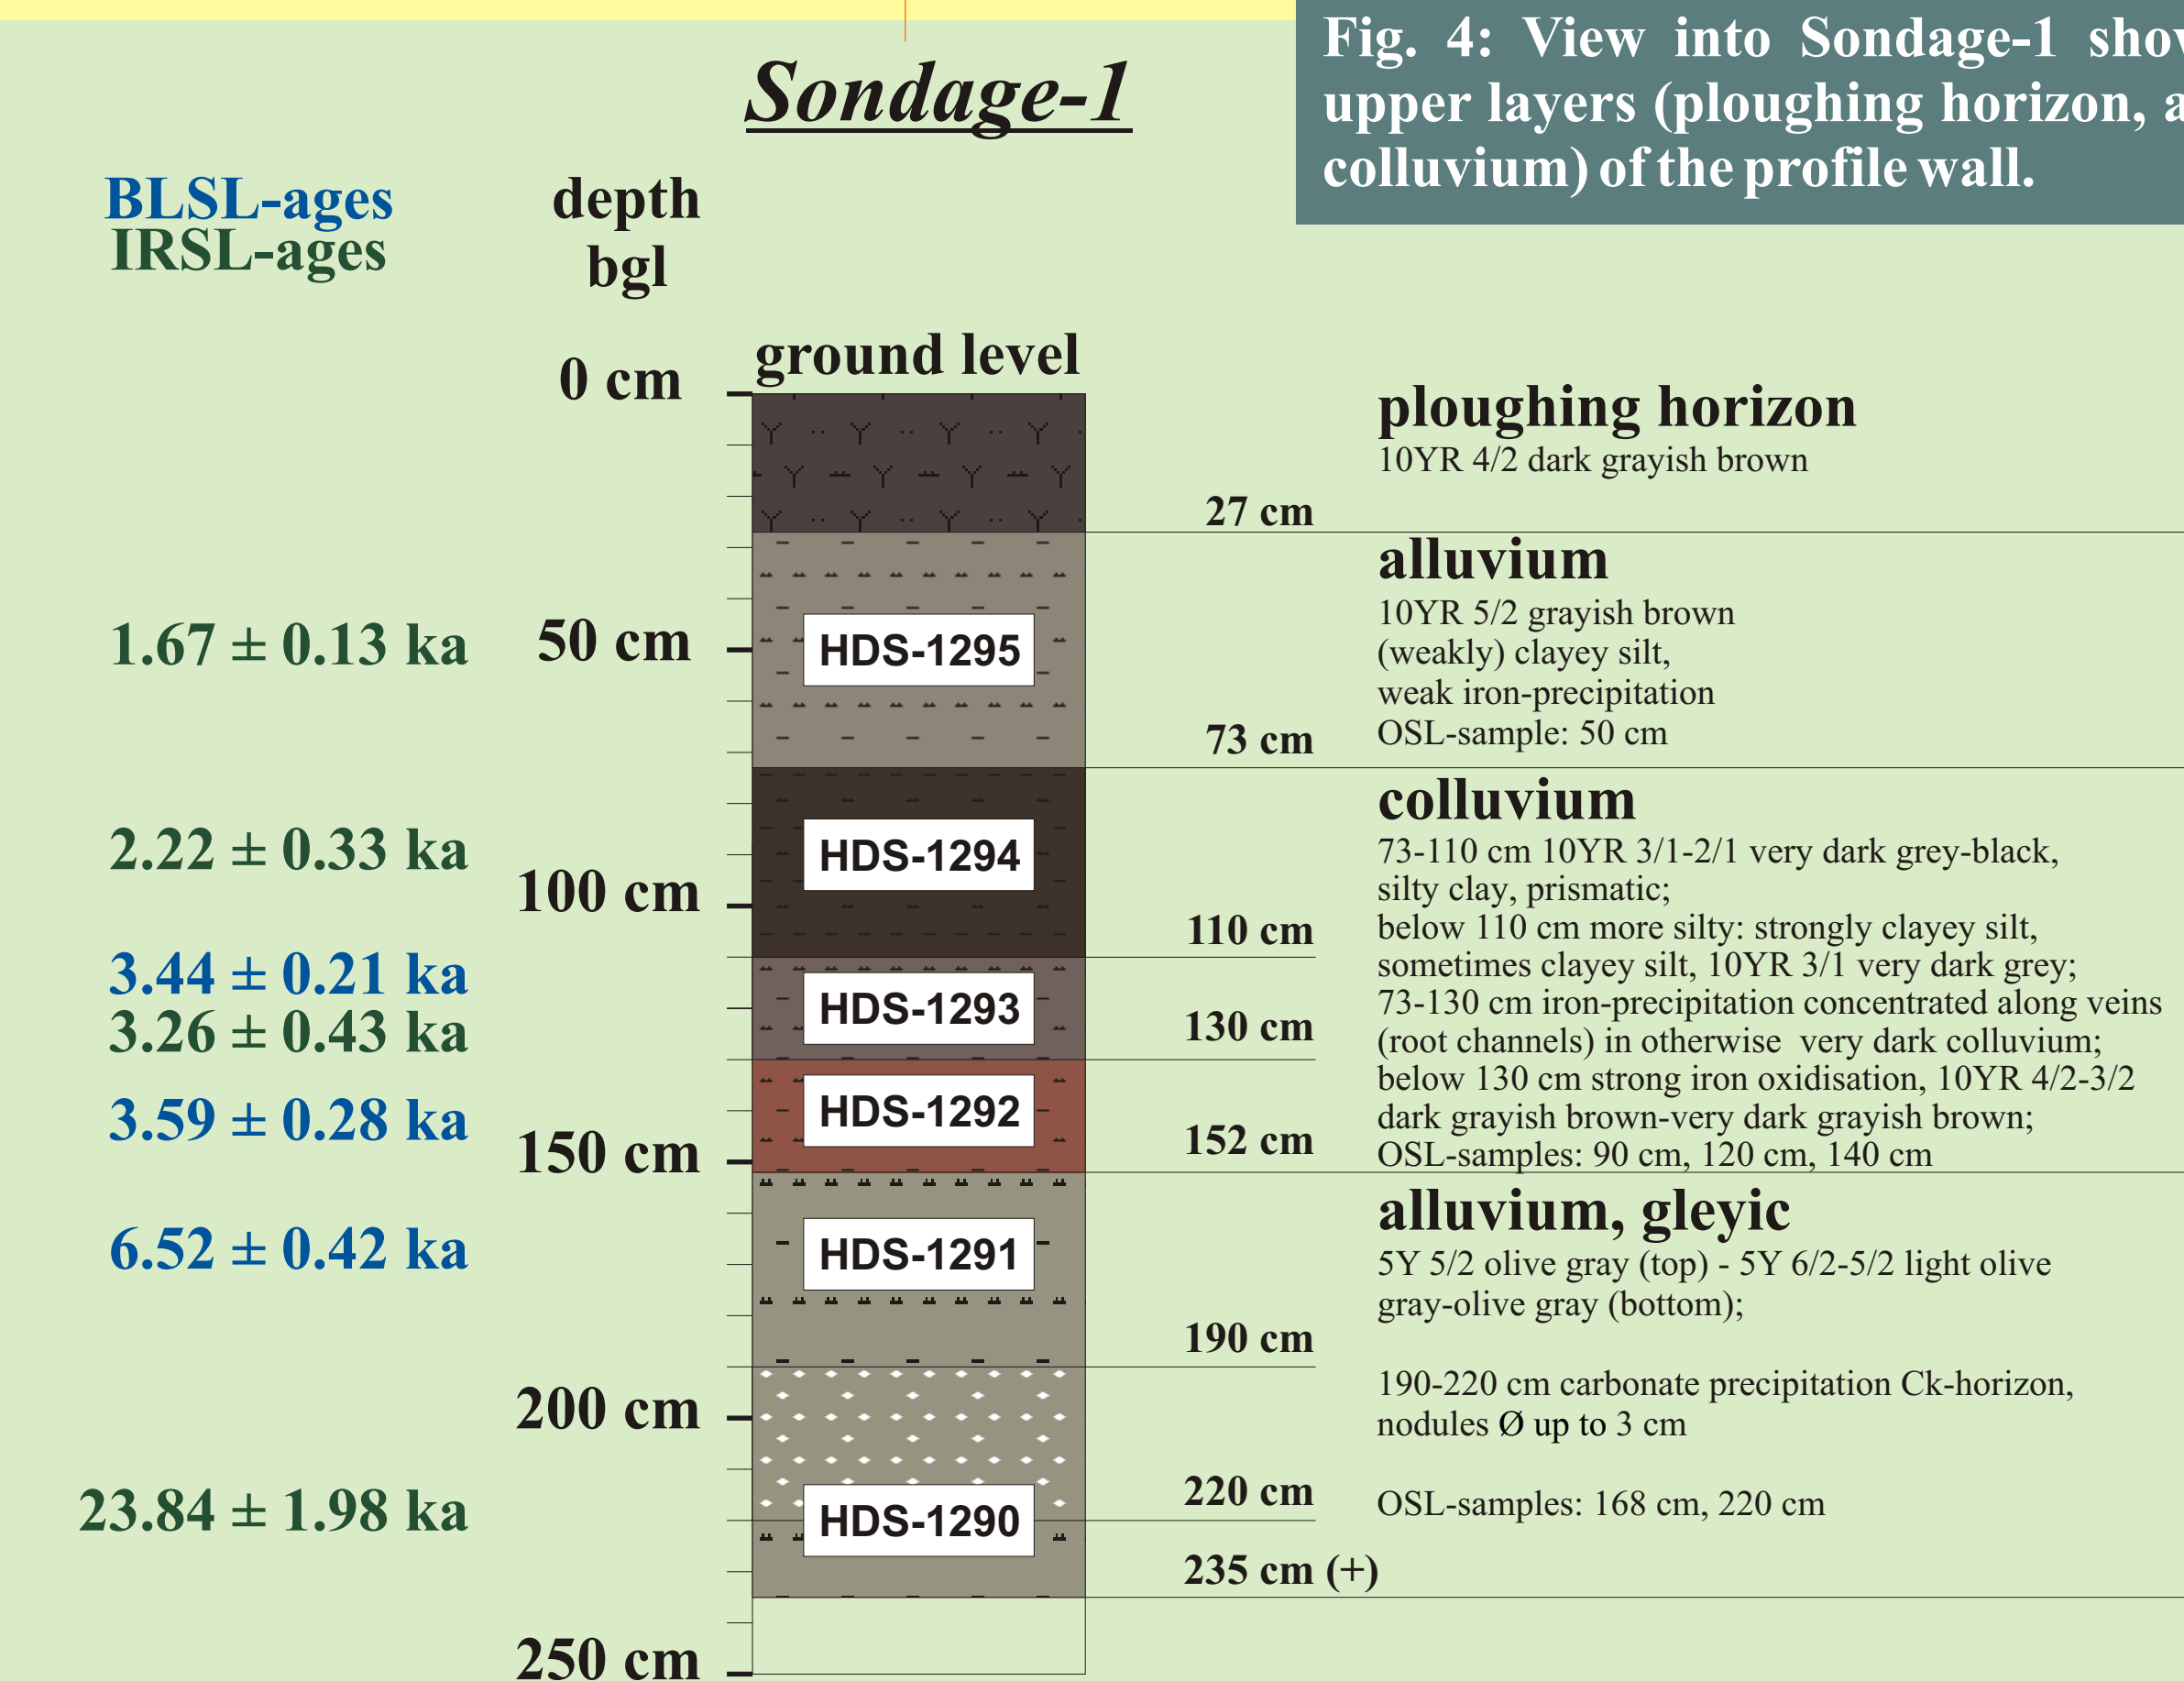 Fig. 4: View into Sondage-1
upper layers (ploughing horizon,
colluvium) of the profile wall.
Sondage-1
BLSL-ages
IRSL-ages
depth
bgl
ground level
0 cm
50 cm
100 cm
150 cm
200 cm
250 cm
1.67 ± 0.13 ka
2.22 ± 0.33 ka
3.44 ± 0.21 ka
3.26 ± 0.43 ka
3.59 ± 0.28 ka
6.52 ± 0.42 ka
23.84 ± 1.98 ka
HDS-1295
HDS-1294
HDS-1293
HDS-1292
HDS-1291
HDS-1290
27 cm
73 cm
110 cm
130 cm
152 cm
190 cm
220 cm
235 cm (+)
ploughing horizon
10YR 4/2 dark grayish brown
alluvium
10YR 5/2 grayish brown
(weakly) clayey silt,
weak iron-precipitation
OSL-sample: 50 cm
colluvium
73-110 cm 10YR 3/1-2/1 very dark grey-black,
silty clay, prismatic;
below 110 cm more silty: strongly clayey silt,
sometimes clayey silt, 10YR 3/1 very dark grey;
73-130 cm iron-precipitation concentrated along veins
(root channels) in otherwise very dark colluvium;
below 130 cm strong iron oxidisation, 10YR 4/2-3/2
dark grayish brown-very dark grayish brown;
OSL-samples: 90 cm, 120 cm, 140 cm
alluvium, gleyic
5Y 5/2 olive gray (top) - 5Y 6/2-5/2 light olive
gray-olive gray (bottom);
190-220 cm carbonate precipitation Ck-horizon,
nodules Ø up to 3 cm
OSL-samples: 168 cm, 220 cm